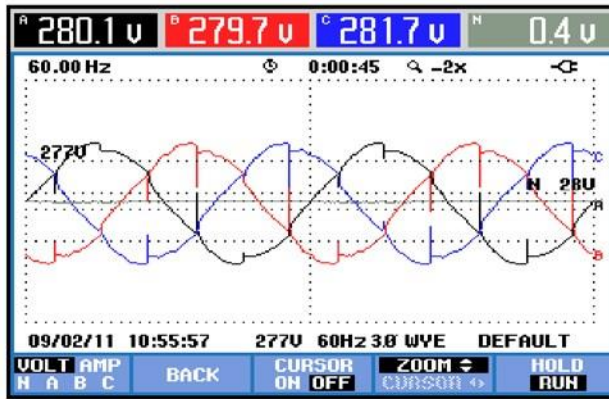 A 280.1 V B 279.7 V C 281.7 V N 0.4 V
60.00 Hz 0:00:45 -2x
277V
C
N 28V
A
B
09/02/11 10:55:57 277V 60Hz 3.0̸ WYE DEFAULT
VOLT AMP BACK CURSOR ZOOM HOLD
N A B C ON OFF CURSOR RUN